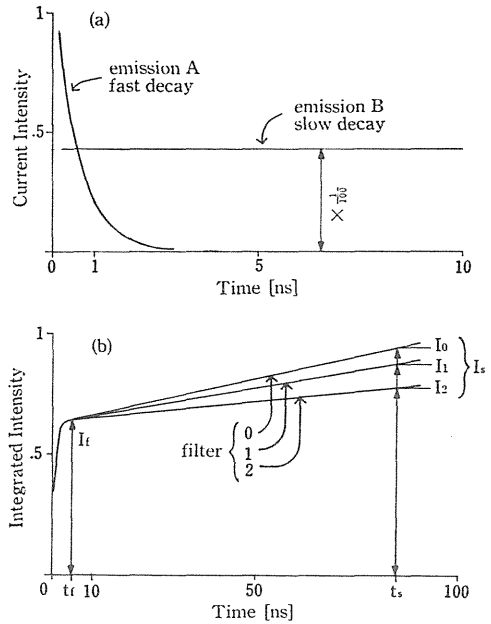 (a)
1
.5
Current Intensity
emission A
fast decay
emission B
slow decay
× 1/100
0 1 5 10
Time [ns]
(b)
1
.5
Integrated Intensity
If
filter { 0
1
2
I0
I1
I2
} Is
0 tf 10 50 ts 100
Time [ns]